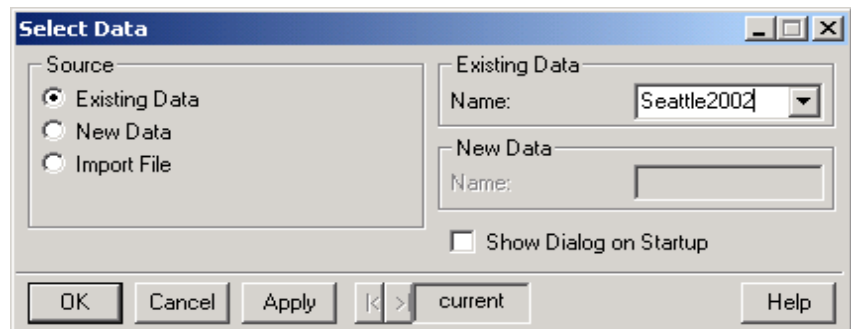 Select Data
Source
Existing Data
New Data
Import File
Existing Data
Name: Seattle2002
New Data
Name:
Show Dialog on Startup
OK Cancel Apply |< >| current Help